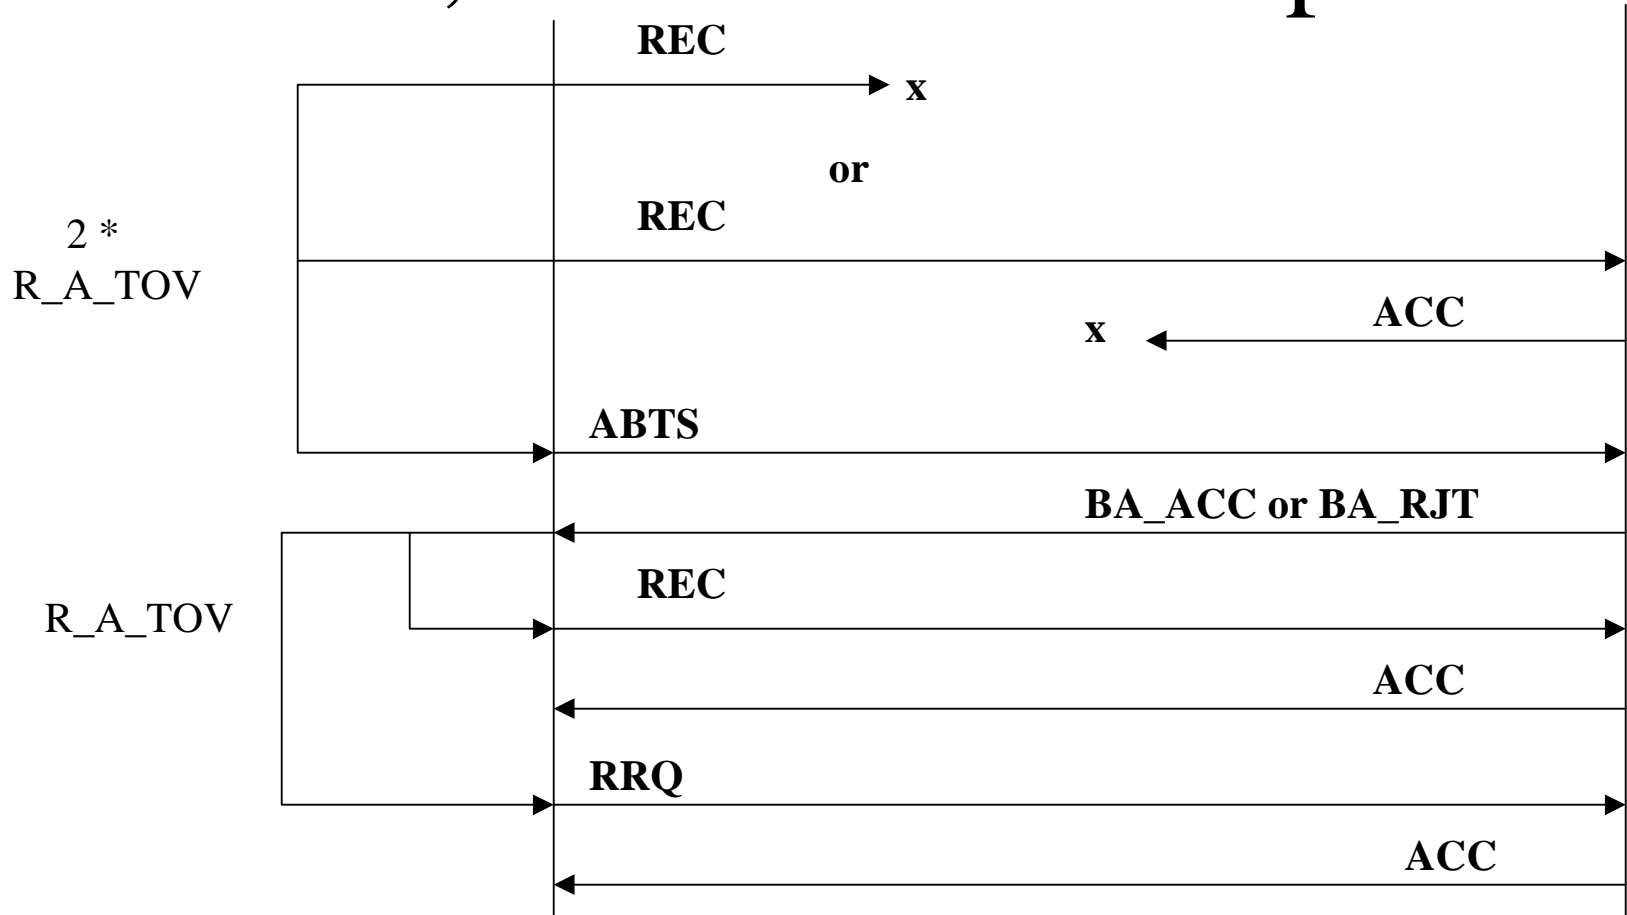 REC
x
or
REC
2 *
R_A_TOV
ACC
x
ABTS
BA_ACC or BA_RJT
REC
R_A_TOV
ACC
RRQ
ACC